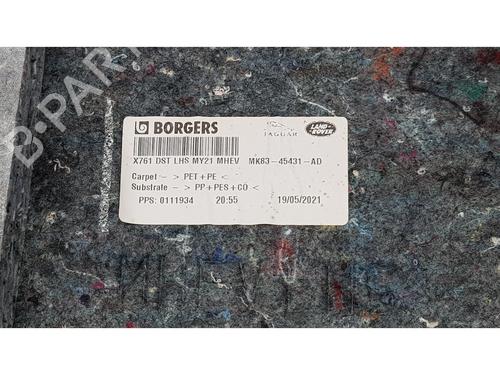 BORGERS
JAGUAR
LAND ROVER
X761 DST LHS MY21 MHEV MK83-45431-AD
Carpet -> PET+PE <
Substrate -> PP+PES+CO <
PPS: 0111934 20:55 19/05/2021
B-PARTS